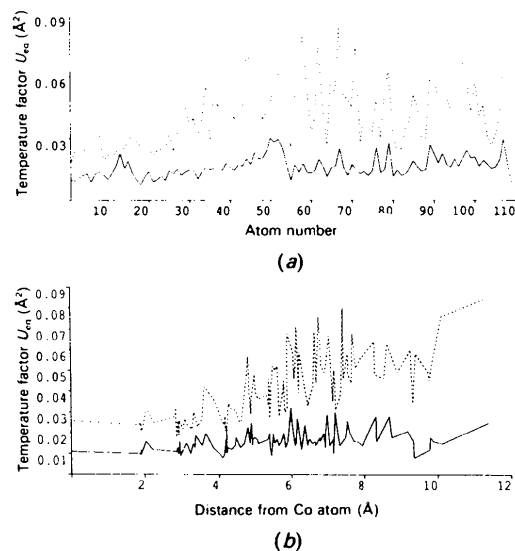 Temperature factor Ueq (Å²)
0.09
0.06
0.03
10 20 30 40 50 60 70 80 90 100 110
Atom number
(a)
Temperature factor Ueq (Å²)
0.09
0.08
0.07
0.06
0.05
0.04
0.03
0.02
0.01
2 4 6 8 10 12
Distance from Co atom (Å)
(b)